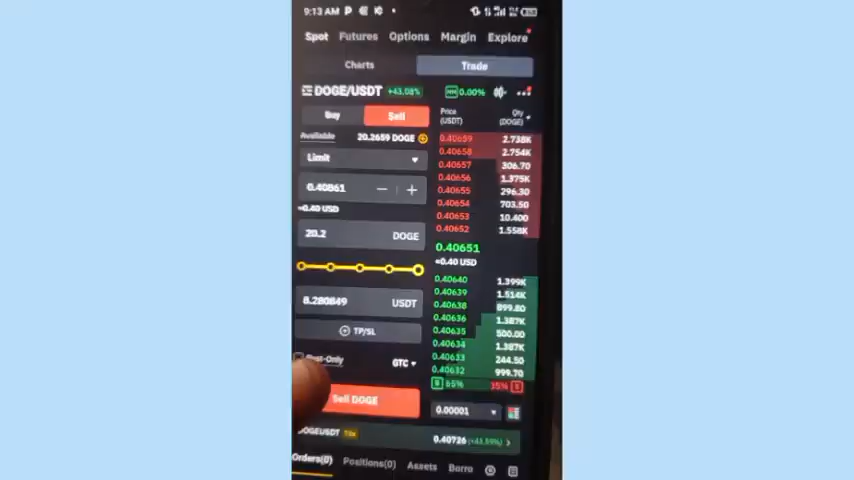 9:13 AM P
Spot Futures Options Margin Explore
Charts Trade
DOGE/USDT +43.08% 0.00%
Buy Sell
Price (USDT) Qty (DOGE)
Available 20.2659 DOGE
Limit
0.40861
≈0.40 USD
20.2 DOGE
8.280849 USDT
TP/SL
Post-Only GTC
Sell DOGE
0.40659 2.738K
0.40658 2.754K
0.40657 306.70
0.40656 1.375K
0.40655 296.30
0.40654 703.50
0.40653 10.400
0.40652 1.558K
0.40651
≈0.40 USD
0.40640 1.399K
0.40639 1.514K
0.40638 899.80
0.40636 1.387K
0.40635 500.00
0.40634 1.387K
0.40633 244.50
0.40632 999.70
B 65% 35% S
0.00001
DOGEUSDT 0.40726
Orders(0) Positions(0) Assets Borro